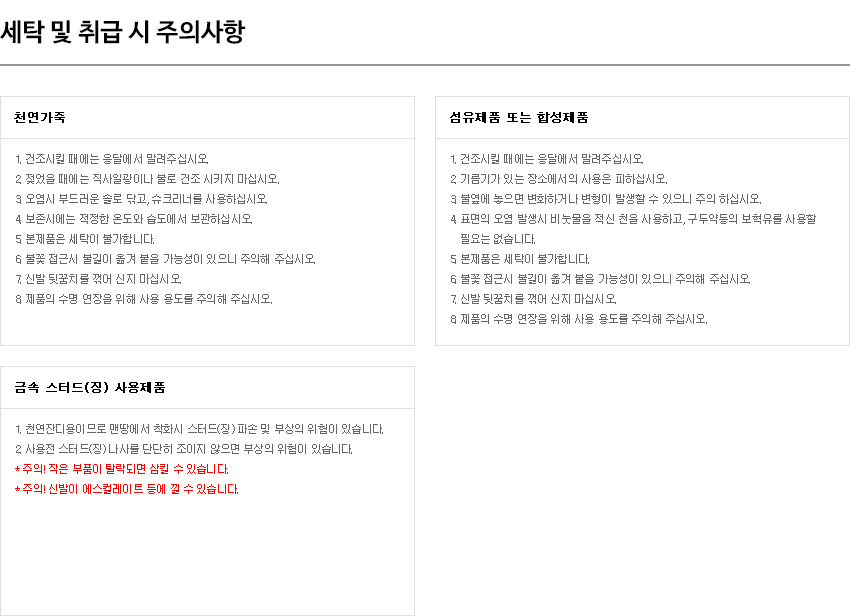 세탁 및 취급 시 주의사항
천연가죽
1. 건조시킬 때에는 응달에서 말려주십시오.
2. 젖었을 때에는 직사일광이나 불로 건조 시키지 마십시오.
3. 오염시 부드러운 솔로 닦고, 슈크리너를 사용하십시오.
4. 보존시에는 적정한 온도와 습도에서 보관하십시오.
5. 본제품은 세탁이 불가합니다.
6. 불꽃 접근시 불길이 옮겨 붙을 가능성이 있으니 주의해 주십시오.
7. 신발 뒷꿈치를 꺾어 신지 마십시오.
8. 제품의 수명 연장을 위해 사용 용도를 주의해 주십시오.
섬유제품 또는 합성제품
1. 건조시킬 때에는 응달에서 말려주십시오.
2. 기름기가 있는 장소에서의 사용은 피하십시오.
3. 불옆에 놓으면 변화하거나 변형이 발생할 수 있으니 주의 하십시오.
4. 표면의 오염 발생시 비눗물을 적신 천을 사용하고, 구두약등의 보혁유를 사용할
필요는 없습니다.
5. 본제품은 세탁이 불가합니다.
6. 불꽃 접근시 불길이 옮겨 붙을 가능성이 있으니 주의해 주십시오.
7. 신발 뒷꿈치를 꺾어 신지 마십시오.
8. 제품의 수명 연장을 위해 사용 용도를 주의해 주십시오.
금속 스터드(징) 사용제품
1. 천연잔디용이므로 맨땅에서 착화시 스터드(징) 파손 및 부상의 위험이 있습니다.
2. 사용전 스터드(징) 나사를 단단히 조이지 않으면 부상의 위험이 있습니다.
* 주의! 작은 부품이 탈락되면 삼킬 수 있습니다.
* 주의! 신발이 에스컬레이트 등에 낄 수 있습니다.